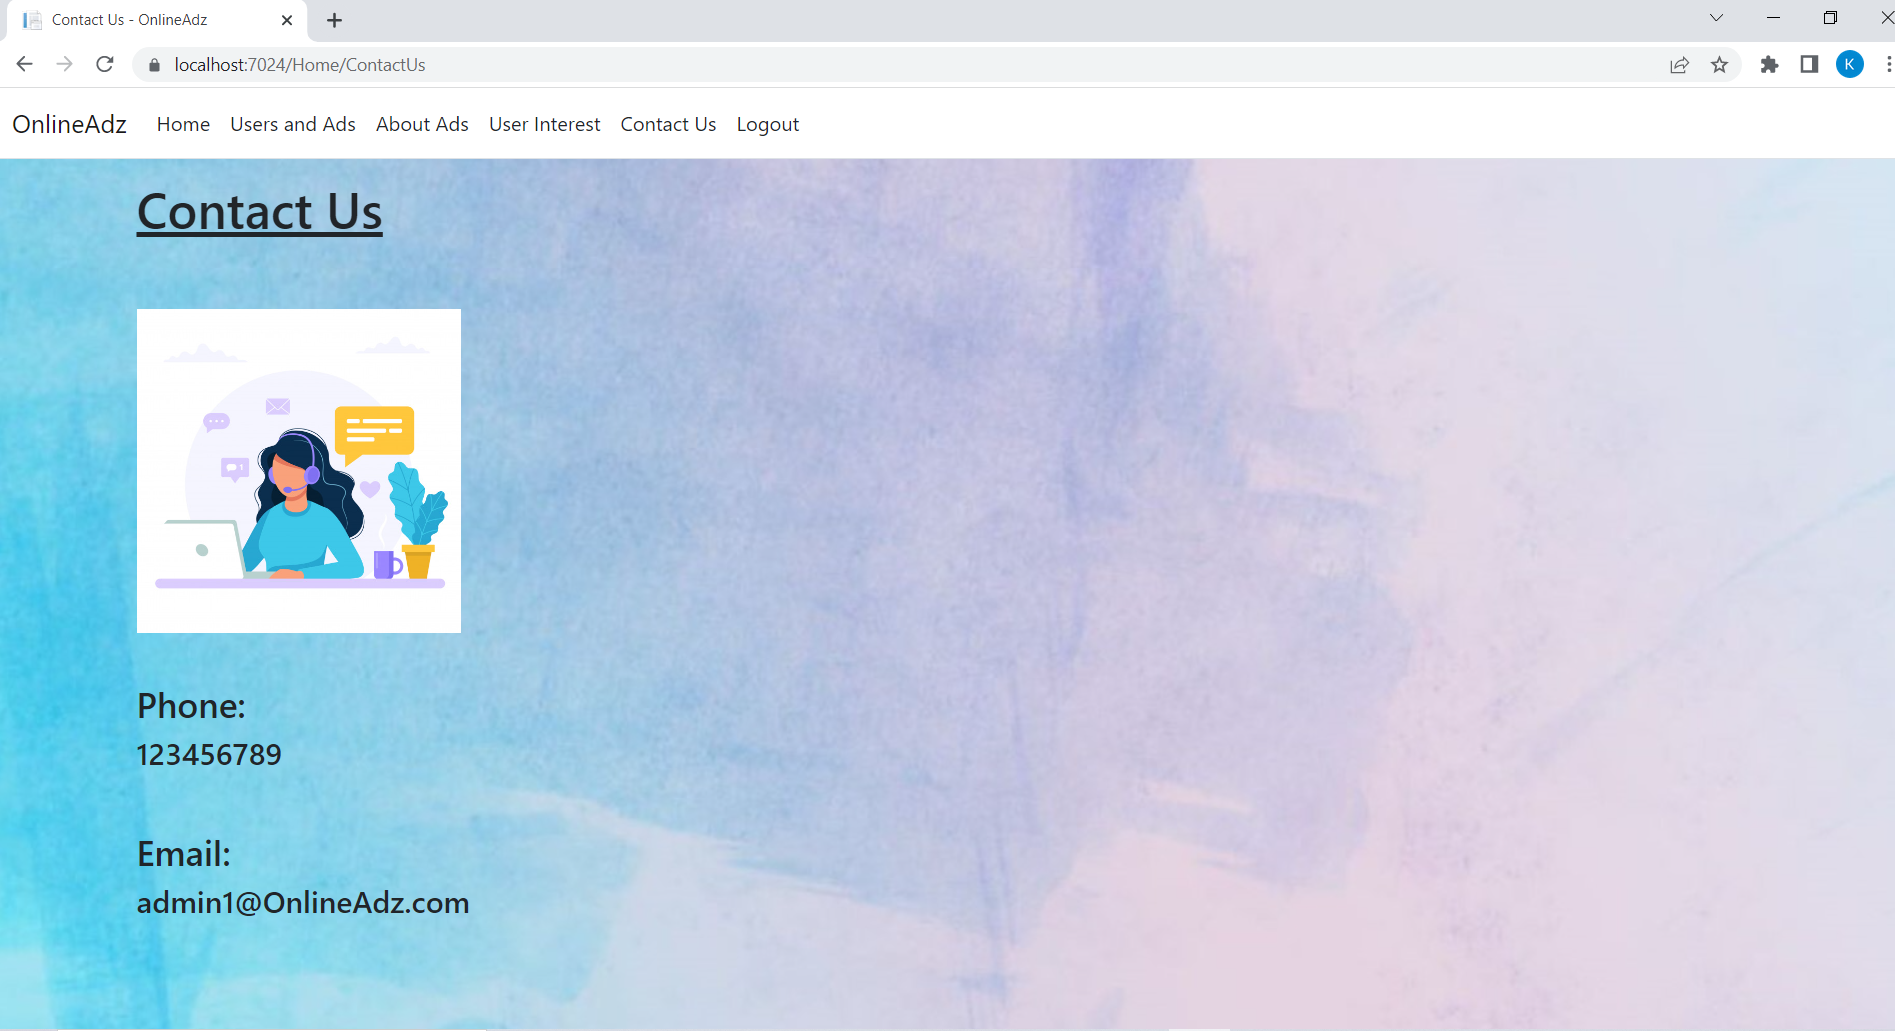 Contact Us - OnlineAdz
localhost:7024/Home/ContactUs
K
OnlineAdz Home Users and Ads About Ads User Interest Contact Us Logout
Contact Us
1
Phone:
123456789
Email:
admin1@OnlineAdz.com